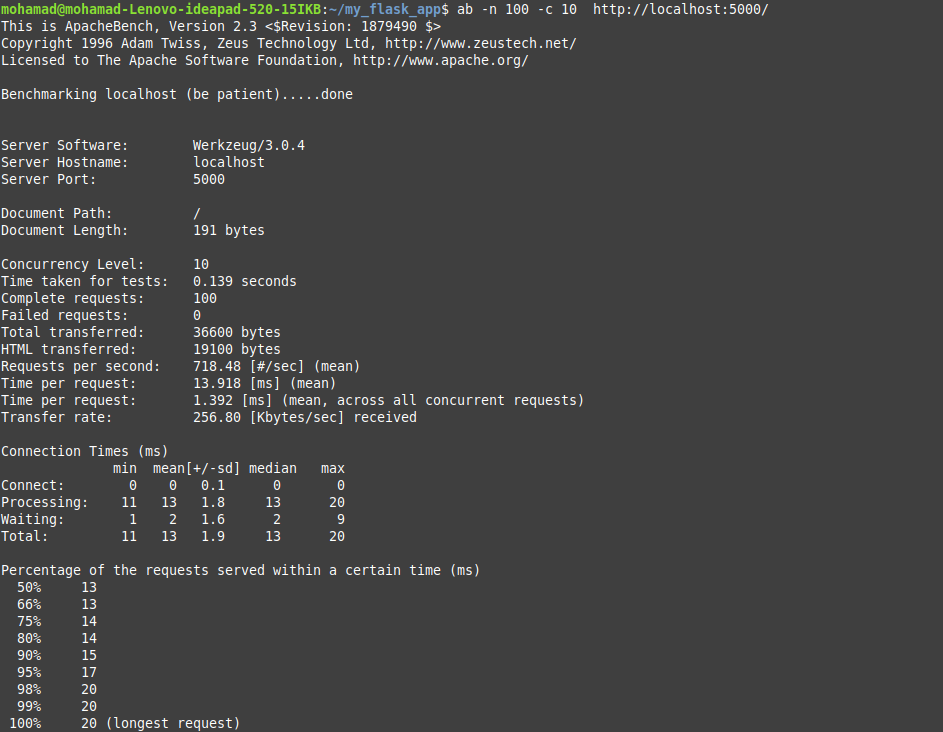 mohamad@mohamad-Lenovo-ideapad-520-15IKB:~/my_flask_app$ ab -n 100 -c 10  http://localhost:5000/
This is ApacheBench, Version 2.3 <$Revision: 1879490 $>
Copyright 1996 Adam Twiss, Zeus Technology Ltd, http://www.zeustech.net/
Licensed to The Apache Software Foundation, http://www.apache.org/

Benchmarking localhost (be patient).....done


Server Software:        Werkzeug/3.0.4
Server Hostname:        localhost
Server Port:            5000

Document Path:          /
Document Length:        191 bytes

Concurrency Level:      10
Time taken for tests:   0.139 seconds
Complete requests:      100
Failed requests:        0
Total transferred:      36600 bytes
HTML transferred:       19100 bytes
Requests per second:    718.48 [#/sec] (mean)
Time per request:       13.918 [ms] (mean)
Time per request:       1.392 [ms] (mean, across all concurrent requests)
Transfer rate:          256.80 [Kbytes/sec] received

Connection Times (ms)
              min  mean[+/-sd] median   max
Connect:        0    0   0.1      0       0
Processing:    11   13   1.8     13      20
Waiting:        1    2   1.6      2       9
Total:         11   13   1.9     13      20

Percentage of the requests served within a certain time (ms)
  50%     13
  66%     13
  75%     14
  80%     14
  90%     15
  95%     17
  98%     20
  99%     20
 100%     20 (longest request)